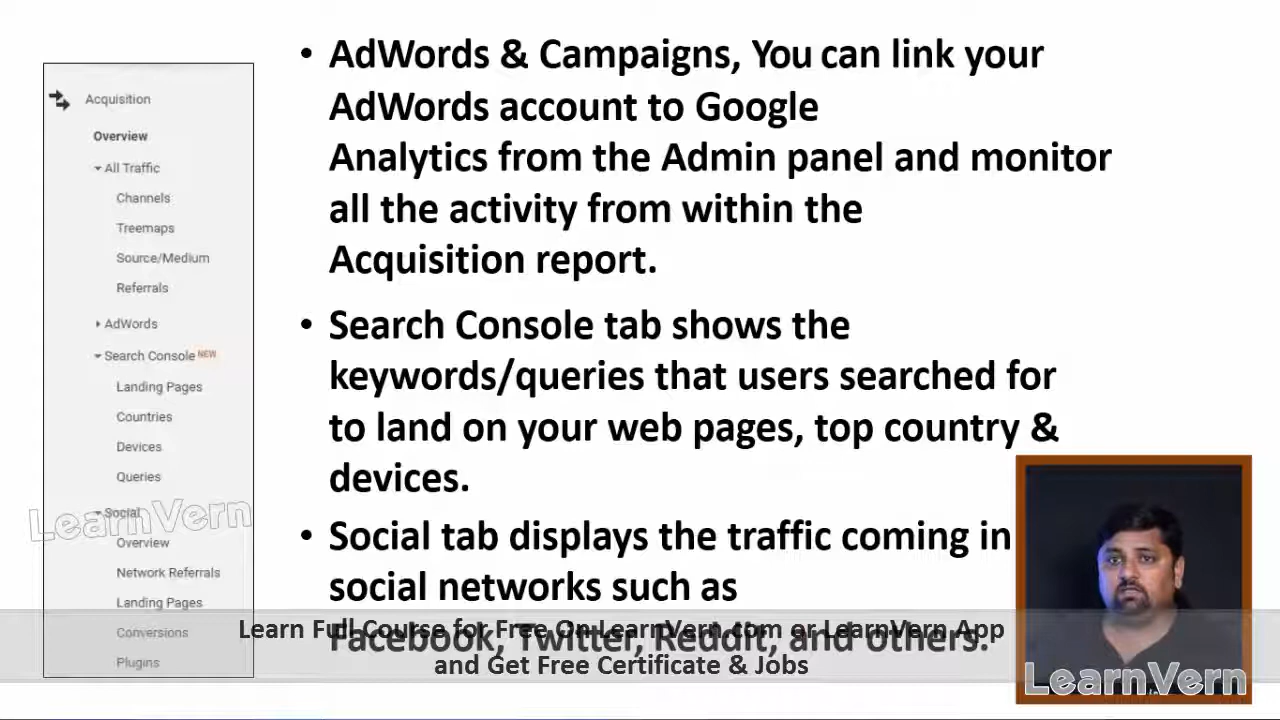 Acquisition
Overview
All Traffic
Channels
Treemaps
Source/Medium
Referrals
AdWords
Search Console NEW
Landing Pages
Countries
Devices
Queries
Social
Overview
Network Referrals
Landing Pages
Conversions
Plugins
LearnVern
• AdWords & Campaigns, You can link your
AdWords account to Google
Analytics from the Admin panel and monitor
all the activity from within the
Acquisition report.
• Search Console tab shows the
keywords/queries that users searched for
to land on your web pages, top country &
devices.
• Social tab displays the traffic coming in
social networks such as
Facebook, Twitter, Reddit, and others.
Learn Full Course for Free On LearnVern.com or LearnVern App
and Get Free Certificate & Jobs
LearnVern